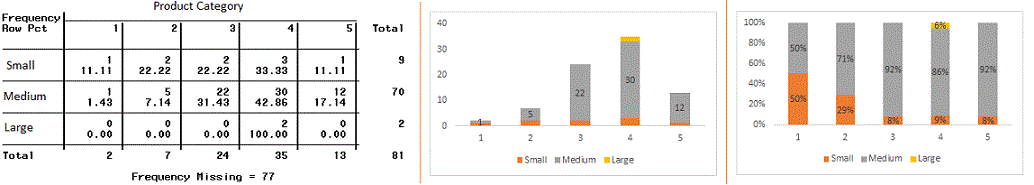 Product Category
Frequency
Row Pct 1 2 3 4 5 Total
Small 1 2 2 3 1 9
11.11 22.22 22.22 33.33 11.11
Medium 1 5 22 30 12 70
1.43 7.14 31.43 42.86 17.14
Large 0 0 0 2 0 2
0.00 0.00 0.00 100.00 0.00
Total 2 7 24 35 13 81
Frequency Missing = 77
40
30
20
10
0
1 5 22 30 12
1 2 3 4 5
Small Medium Large
100%
80%
60%
40%
20%
0%
6%
50% 71% 92% 86% 92%
50% 29% 8% 9% 8%
1 2 3 4 5
Small Medium Large